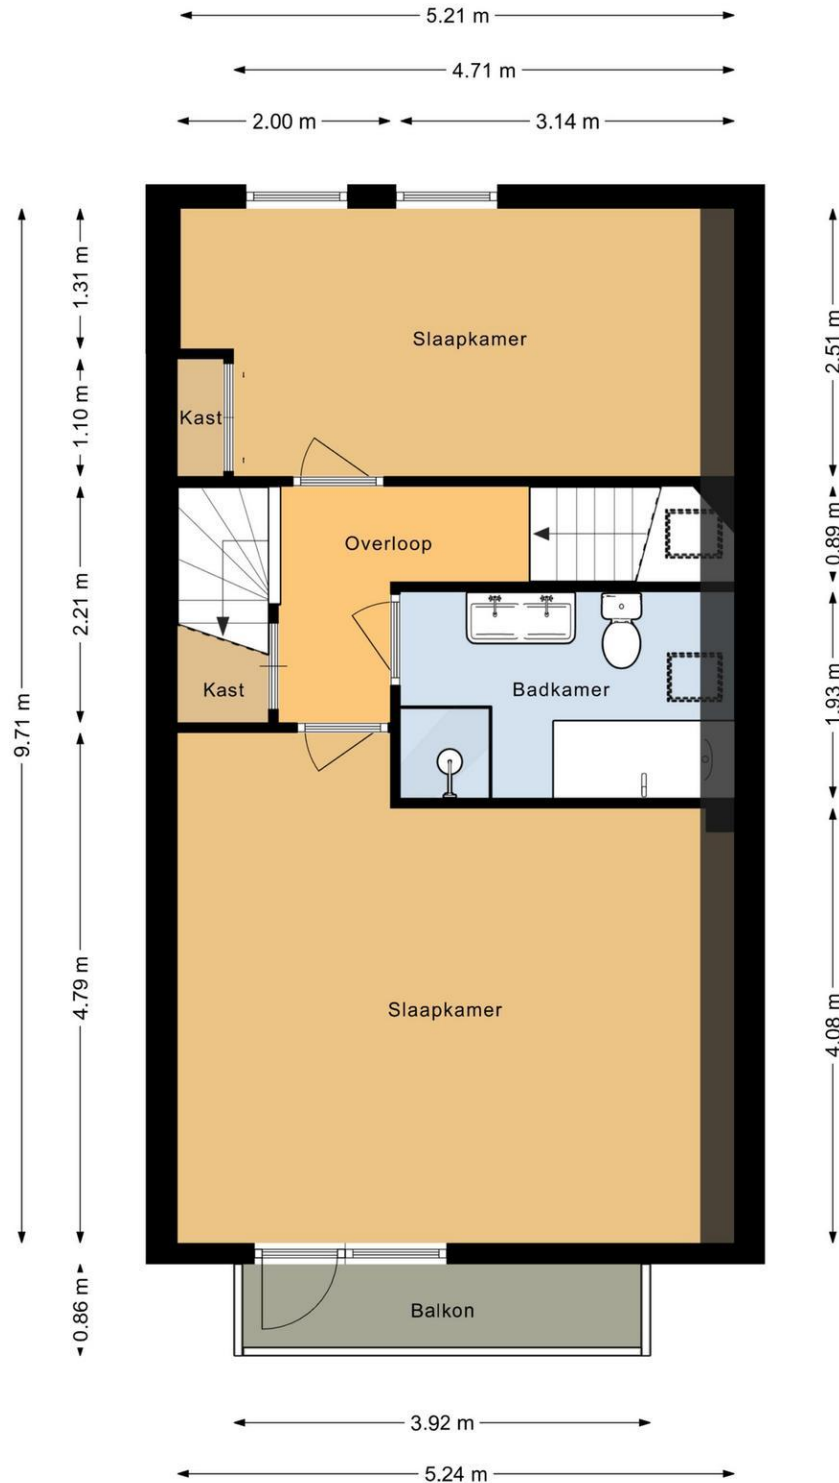 5.21 m
4.71 m
2.00 m
3.14 m
1.31 m
2.51 m
Slaapkamer
1.10 m
Kast
0.89 m
Overloop
2.21 m
9.71 m
Kast
Badkamer
1.93 m
4.79 m
Slaapkamer
4.08 m
0.86 m
Balkon
3.92 m
5.24 m